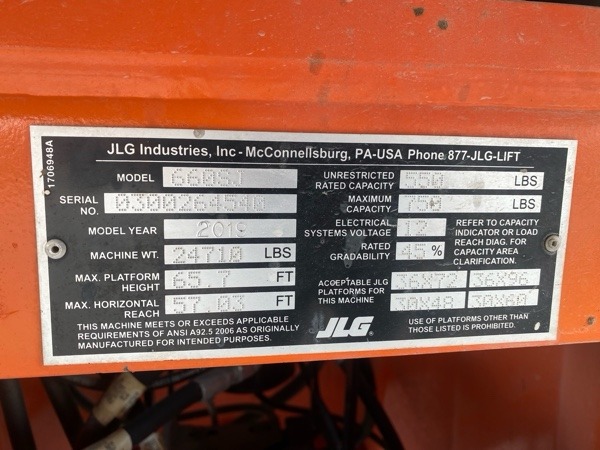 1706948A
JLG Industries, Inc - McConnellsburg, PA-USA Phone 877-JLG-LIFT
MODEL 660SJ
SERIAL NO.
MODEL YEAR
MACHINE WT. 24710 LBS
MAX. PLATFORM HEIGHT 65.7 FT
MAX. HORIZONTAL REACH 57.03 FT
THIS MACHINE MEETS OR EXCEEDS APPLICABLE
REQUIREMENTS OF ANSI A92.5 2006 AS ORIGINALLY
MANUFACTURED FOR INTENDED PURPOSES.
UNRESTRICTED RATED CAPACITY 550 LBS
MAXIMUM CAPACITY 750 LBS
ELECTRICAL SYSTEMS VOLTAGE 12
RATED GRADABILITY 45 %
REFER TO CAPACITY
INDICATOR OR LOAD
REACH DIAG. FOR
CAPACITY AREA
CLARIFICATION.
ACCEPTABLE JLG
PLATFORMS FOR
THIS MACHINE
36X72 36X96
30X48 30X60
JLG
USE OF PLATFORMS OTHER THAN
THOSE LISTED IS PROHIBITED.